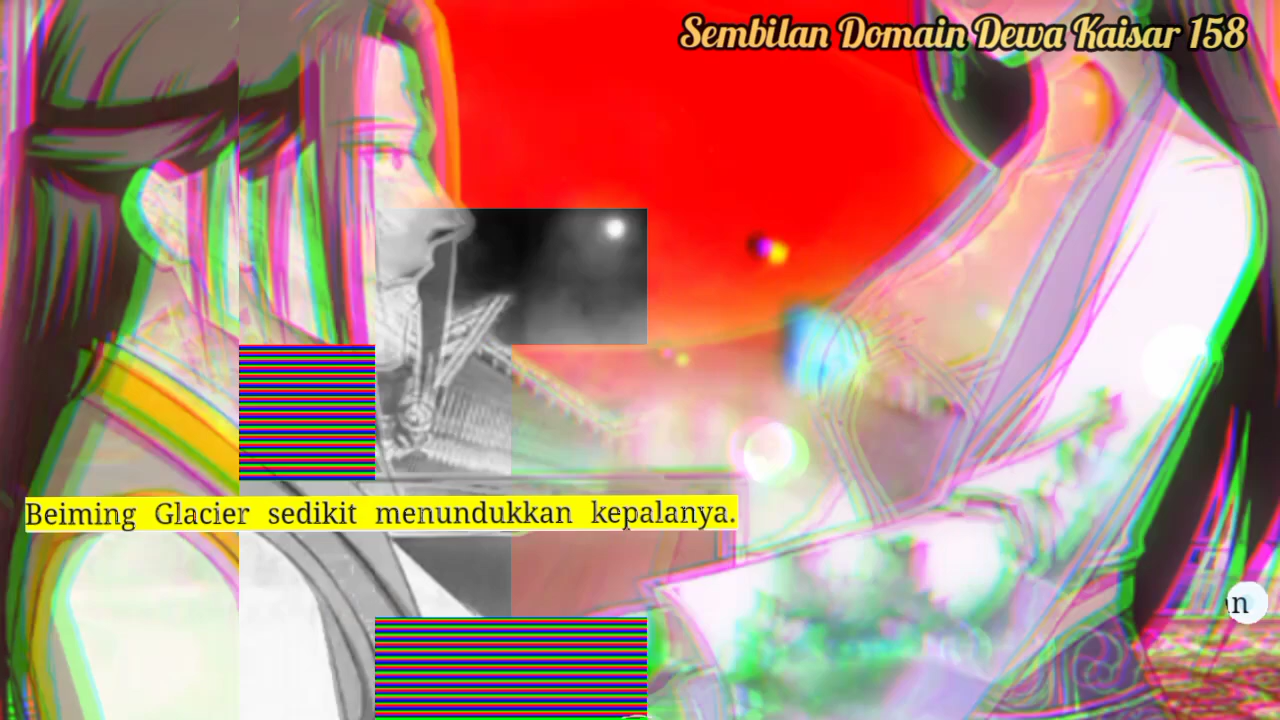 Sembilan Domain Dewa Kaisar 158
Beiming Glacier sedikit menundukkan kepalanya.
n